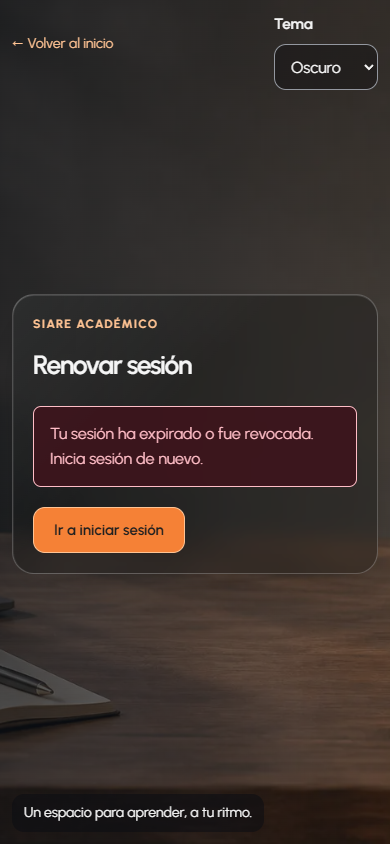 ← Volver al inicio
Tema
Oscuro
SIARE ACADÉMICO
Renovar sesión
Tu sesión ha expirado o fue revocada.
Inicia sesión de nuevo.
Ir a iniciar sesión
Un espacio para aprender, a tu ritmo.